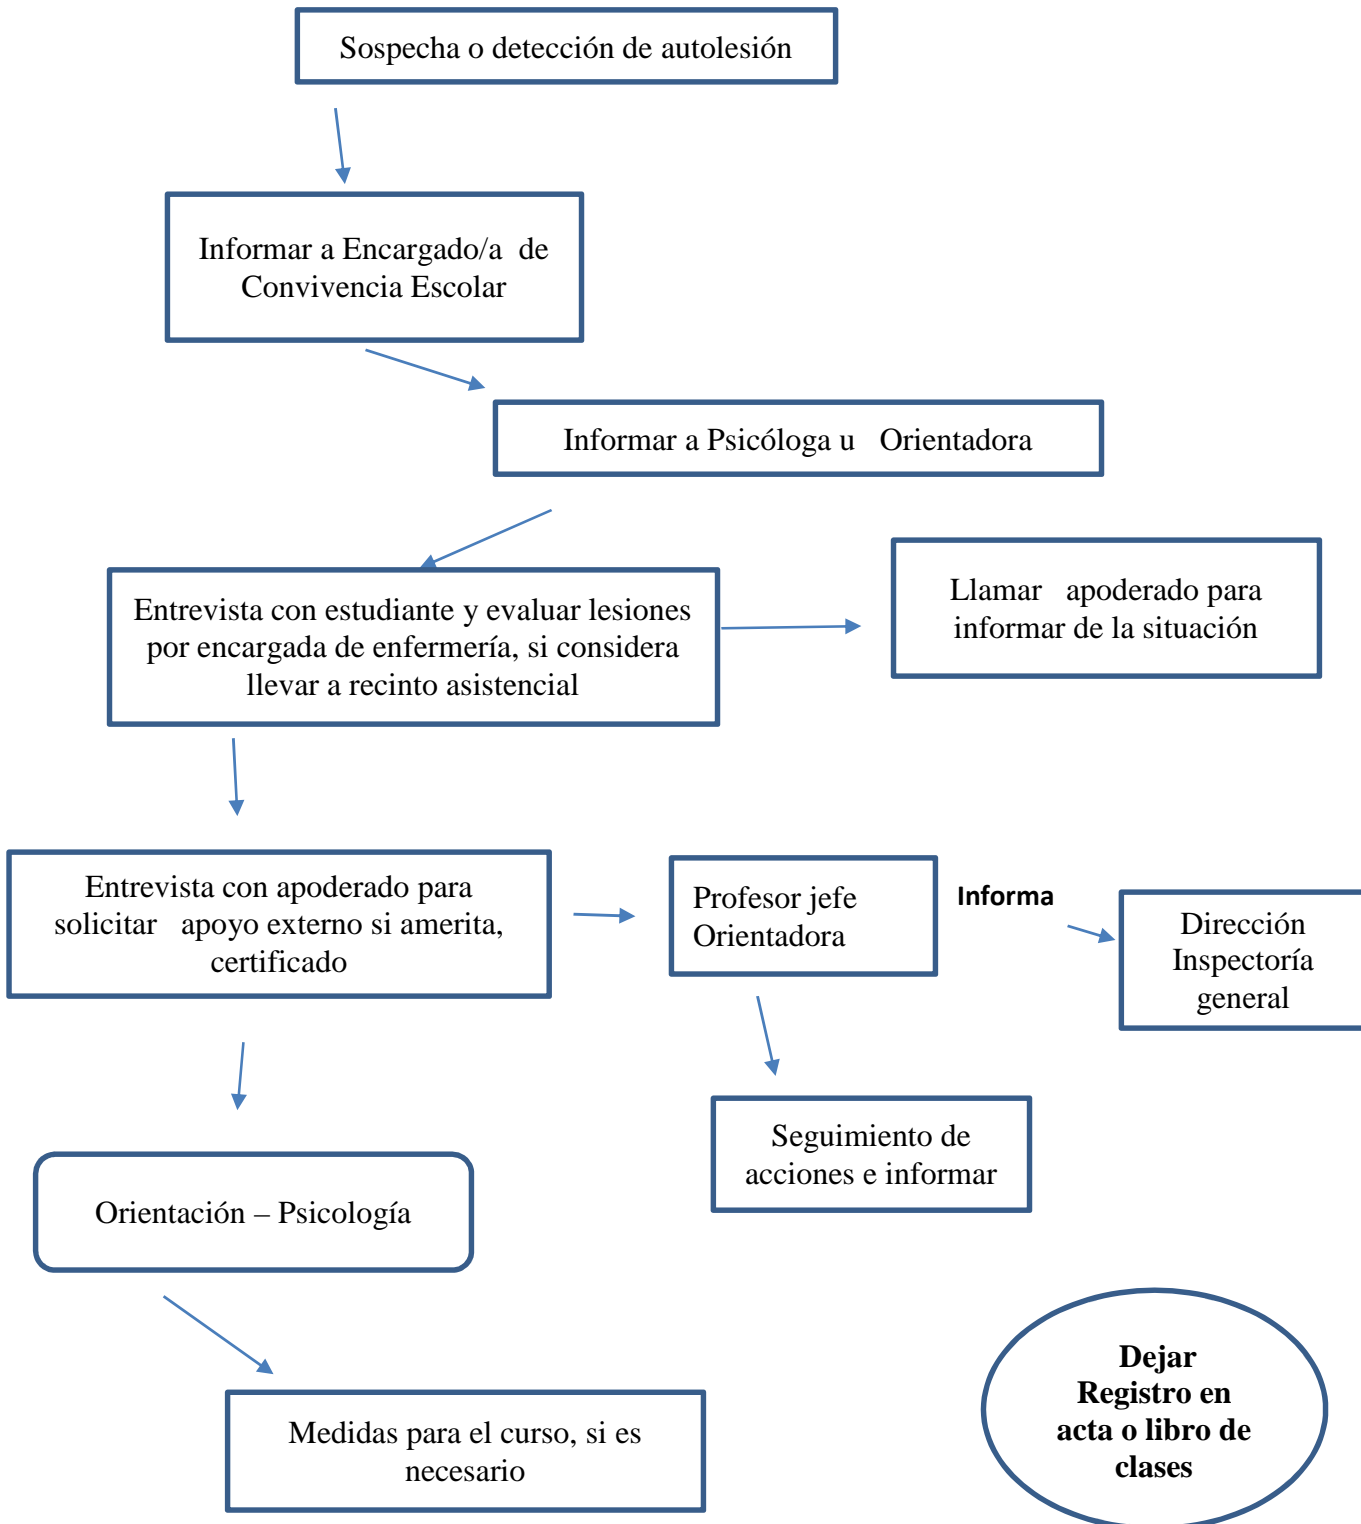 Sospecha o detección de autolesión
Informar a Encargado/a de
Convivencia Escolar
Informar a Psicóloga u Orientadora
Entrevista con estudiante y evaluar lesiones
por encargada de enfermería, si considera
llevar a recinto asistencial
Llamar apoderado para
informar de la situación
Entrevista con apoderado para
solicitar apoyo externo si amerita,
certificado
Profesor jefe
Orientadora
Informa
Dirección
Inspectoría
general
Seguimiento de
acciones e informar
Orientación – Psicología
Medidas para el curso, si es
necesario
Dejar
Registro en
acta o libro de
clases